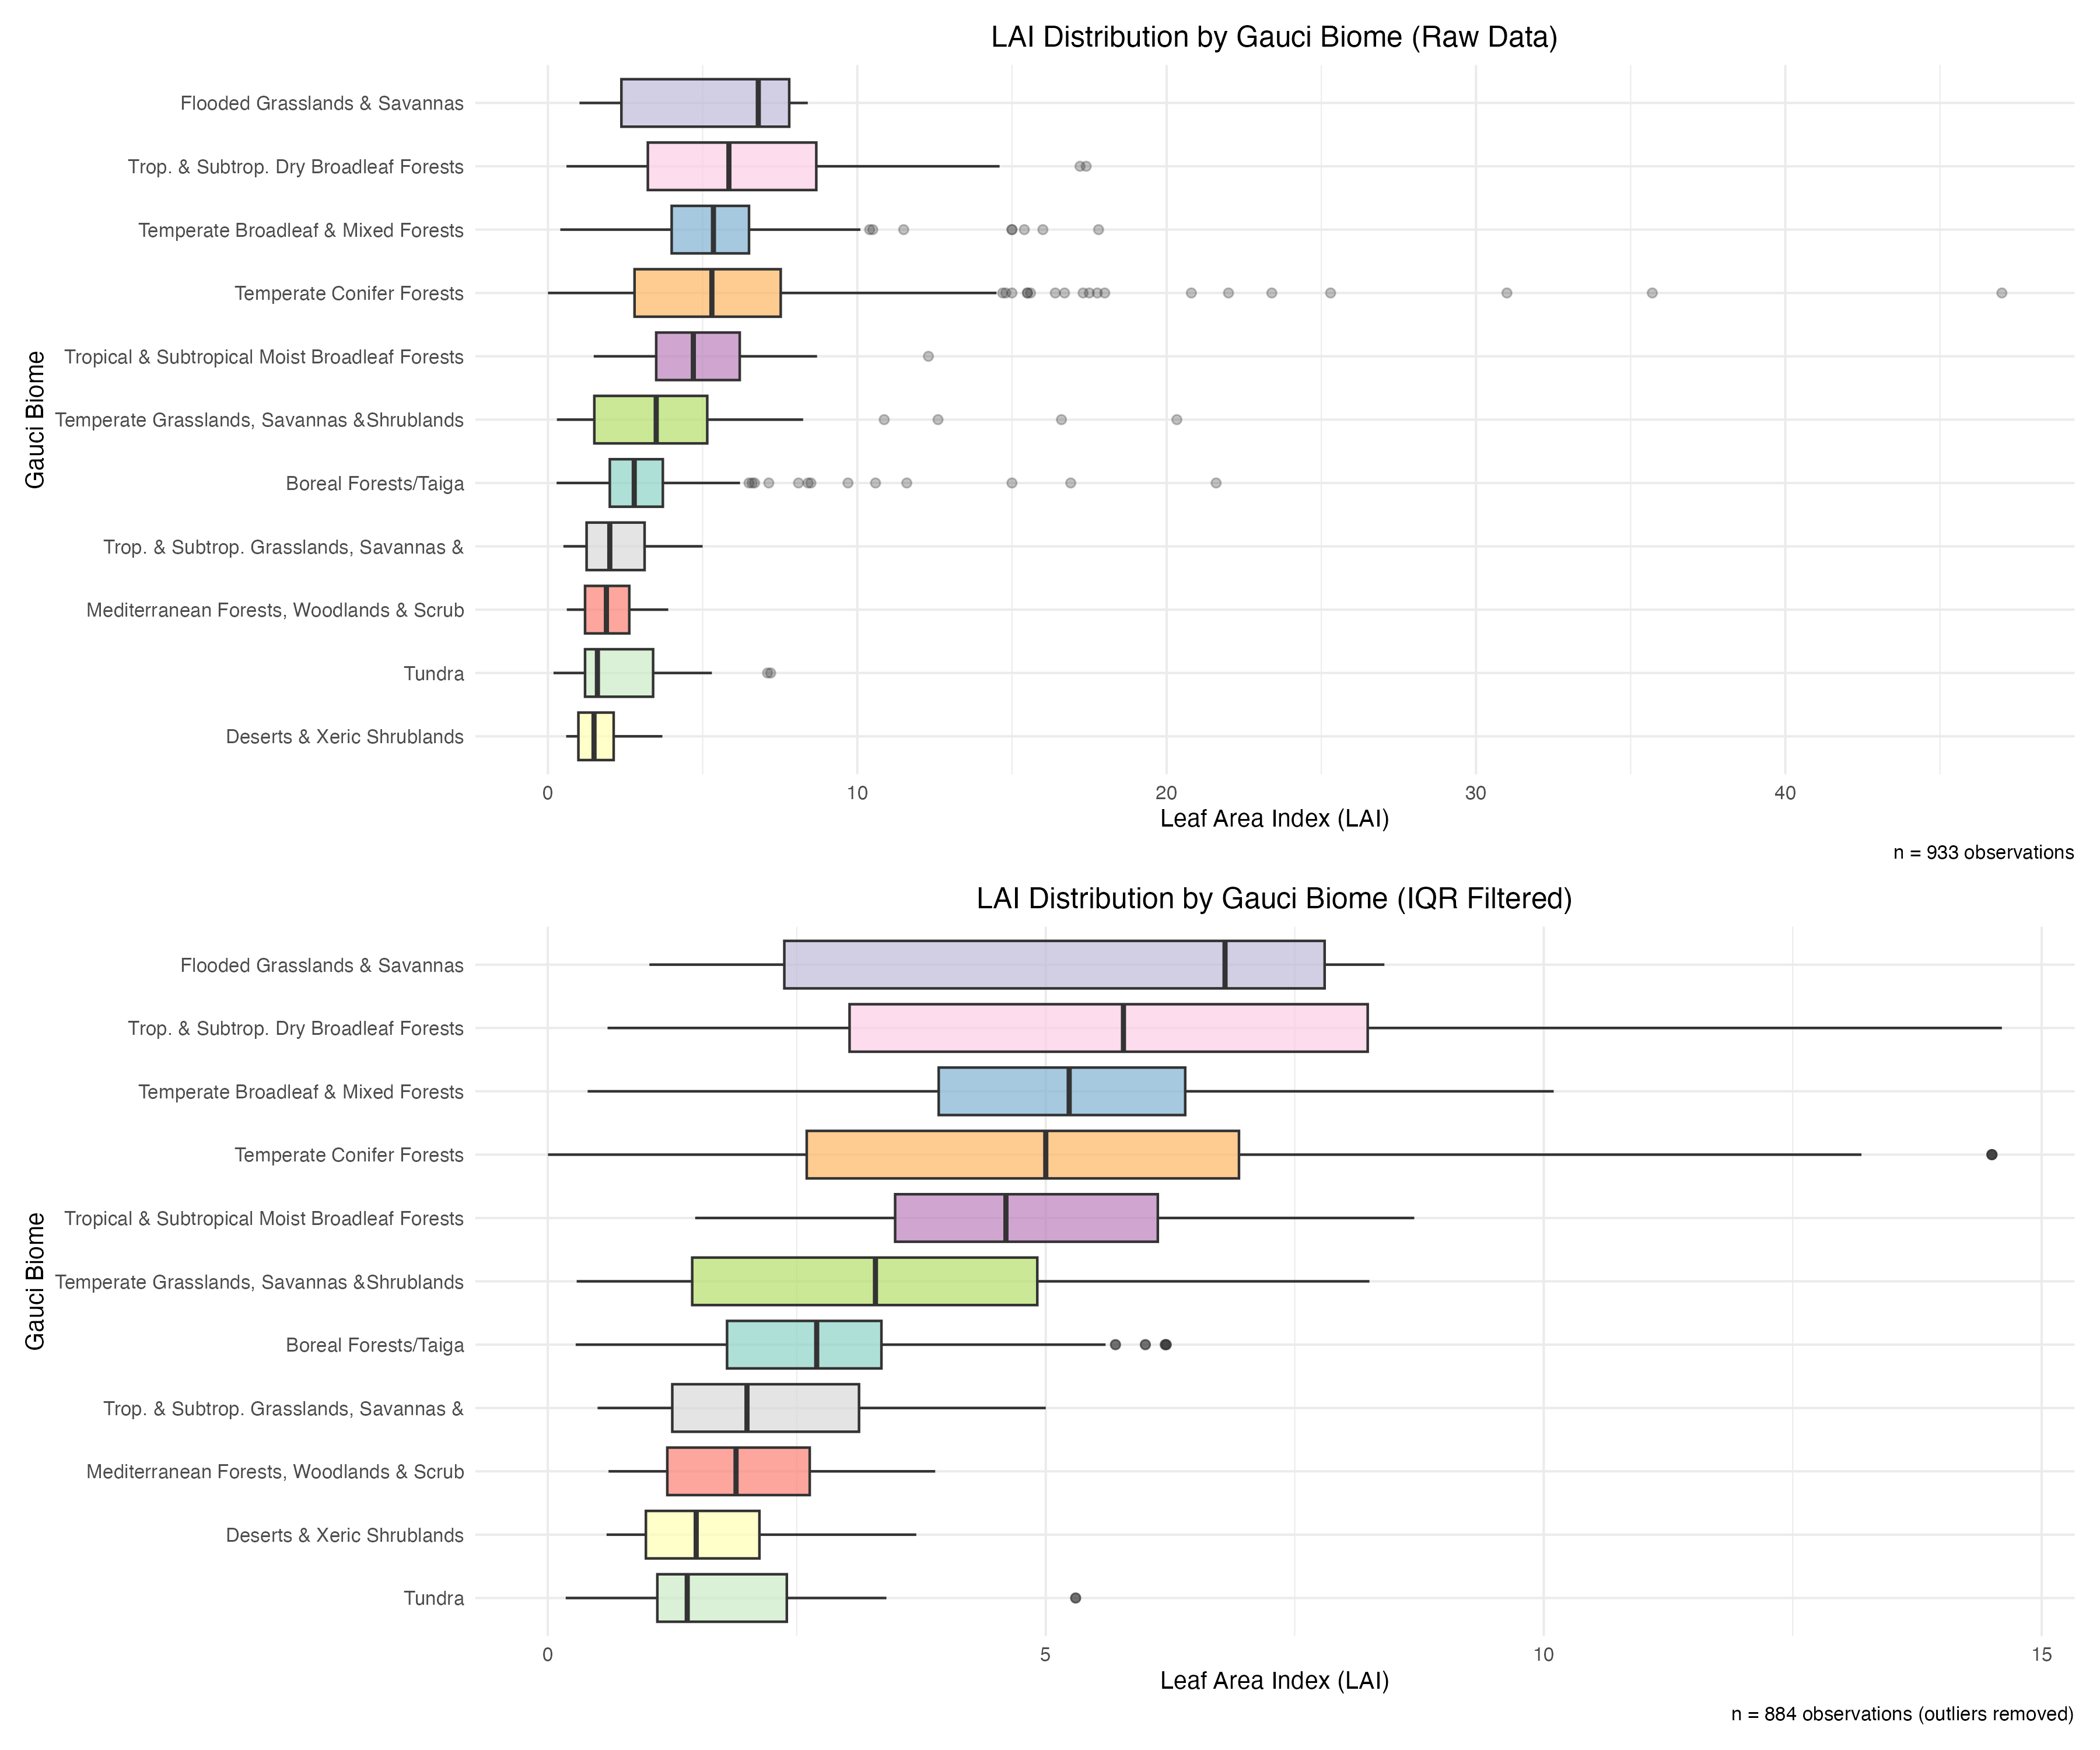 LAI Distribution by Gauci Biome (Raw Data)
Gauci Biome
Flooded Grasslands & Savannas
Trop. & Subtrop. Dry Broadleaf Forests
Temperate Broadleaf & Mixed Forests
Temperate Conifer Forests
Tropical & Subtropical Moist Broadleaf Forests
Temperate Grasslands, Savannas &Shrublands
Boreal Forests/Taiga
Trop. & Subtrop. Grasslands, Savannas &
Mediterranean Forests, Woodlands & Scrub
Tundra
Deserts & Xeric Shrublands
0 10 20 30 40
Leaf Area Index (LAI)
n = 933 observations
LAI Distribution by Gauci Biome (IQR Filtered)
Gauci Biome
Flooded Grasslands & Savannas
Trop. & Subtrop. Dry Broadleaf Forests
Temperate Broadleaf & Mixed Forests
Temperate Conifer Forests
Tropical & Subtropical Moist Broadleaf Forests
Temperate Grasslands, Savannas &Shrublands
Boreal Forests/Taiga
Trop. & Subtrop. Grasslands, Savannas &
Mediterranean Forests, Woodlands & Scrub
Deserts & Xeric Shrublands
Tundra
0 5 10 15
Leaf Area Index (LAI)
n = 884 observations (outliers removed)